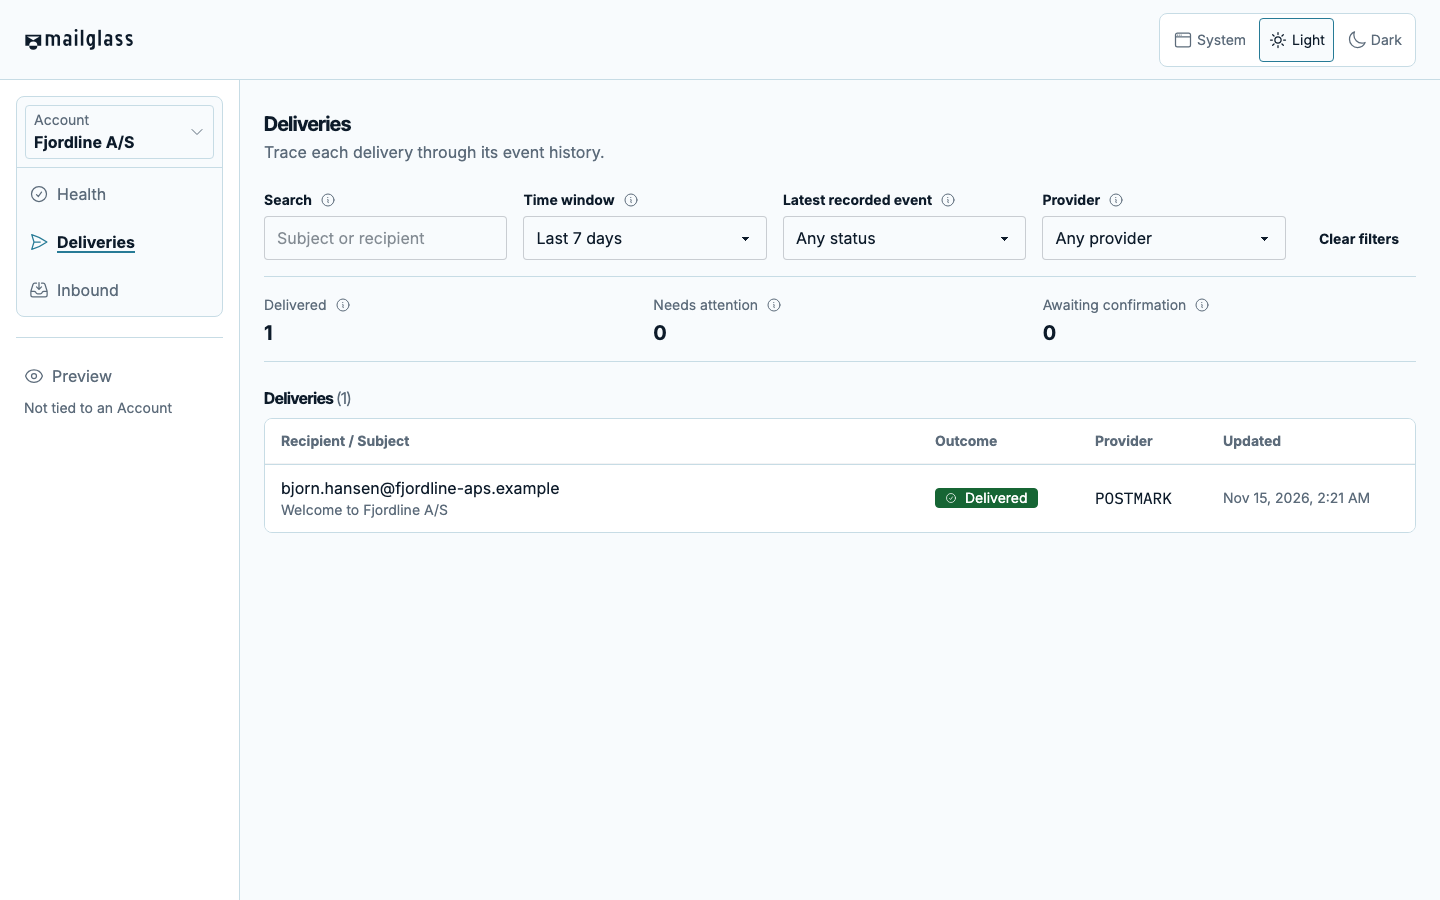 mailglass
System
Light
Dark
Account
Fjordline A/S
Health
Deliveries
Inbound
Preview
Not tied to an Account
Deliveries
Trace each delivery through its event history.
Search
Time window
Latest recorded event
Provider
Subject or recipient
Last 7 days
Any status
Any provider
Clear filters
Delivered
Needs attention
Awaiting confirmation
1
0
0
Deliveries (1)
Recipient / Subject
Outcome
Provider
Updated
bjorn.hansen@fjordline-aps.example
Welcome to Fjordline A/S
Delivered
POSTMARK
Nov 15, 2026, 2:21 AM